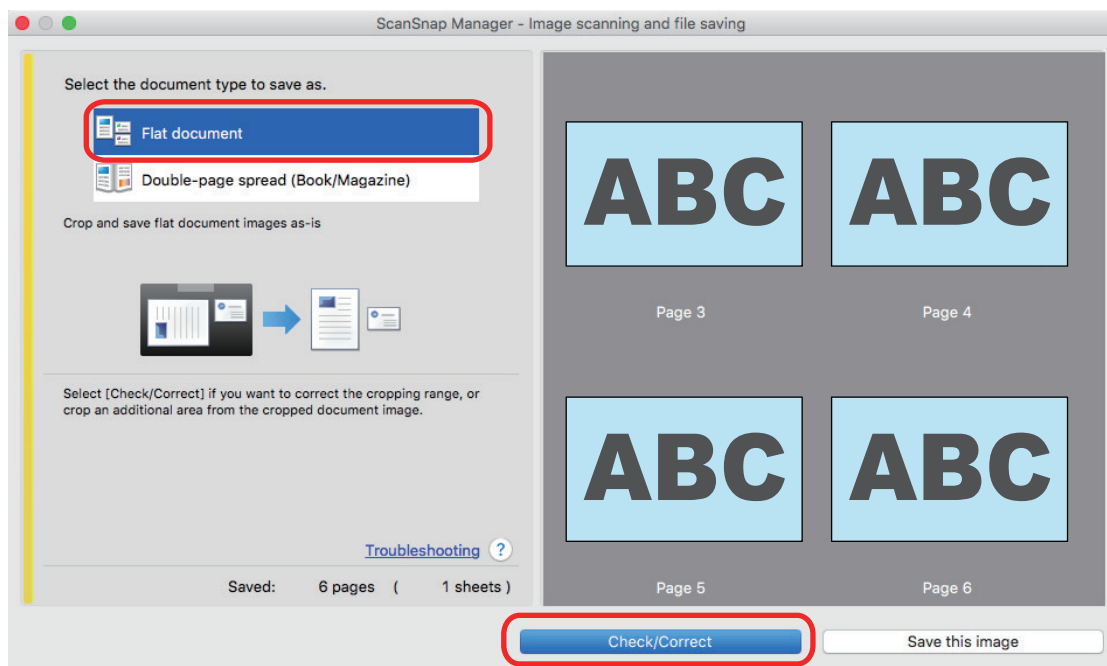 ScanSnap Manager - Image scanning and file saving
Select the document type to save as.
Flat document
Double-page spread (Book/Magazine)
Crop and save flat document images as-is
Select [Check/Correct] if you want to correct the cropping range, or
crop an additional area from the cropped document image.
Troubleshooting ?
Saved: 6 pages ( 1 sheets )
ABC ABC
Page 3 Page 4
ABC ABC
Page 5 Page 6
Check/Correct Save this image